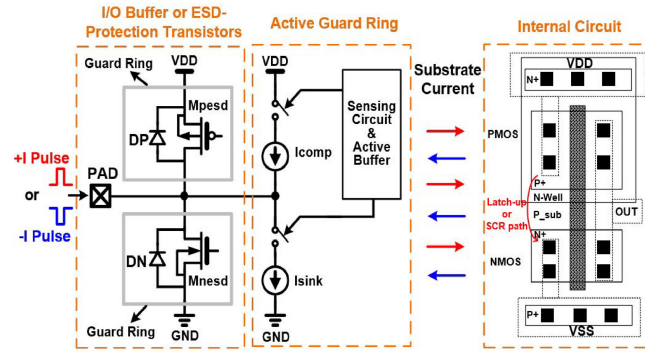 I/O Buffer or ESD-
Protection Transistors
Active Guard Ring
Internal Circuit
Guard Ring
VDD
Mpesd
DP
+I Pulse
or
-I Pulse
PAD
DN
Mnesd
Guard Ring
GND
VDD
Icomp
Isink
GND
Sensing
Circuit
&
Active
Buffer
Substrate
Current
VDD
N+
PMOS
P+
N-Well
Latch-up
or
SCR path
P_sub
OUT
N+
NMOS
P+
VSS